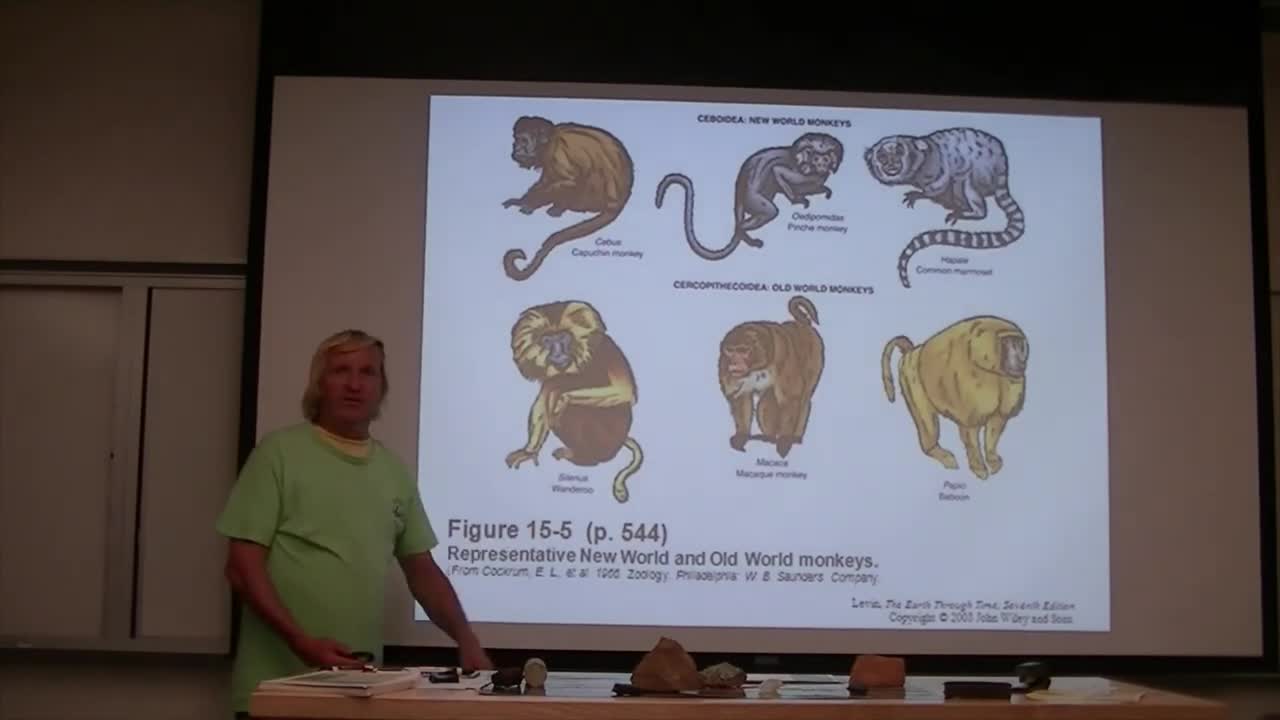 CEBOIDEA: NEW WORLD MONKEYS
Cebus
Capuchin monkey
Oedipomidas
Pinche monkey
Hapale
Common marmoset
CERCOPITHECOIDEA: OLD WORLD MONKEYS
Silenus
Wanderoo
Macaca
Macaque monkey
Papio
Baboon
Figure 15-5 (p. 544)
Representative New World and Old World monkeys.
(From Cockrum, E. L., et al. 1966. Zoology. Philadelphia: W. B. Saunders Company.
Levin, The Earth Through Time, Seventh Edition
Copyright © 2003 John Wiley and Sons